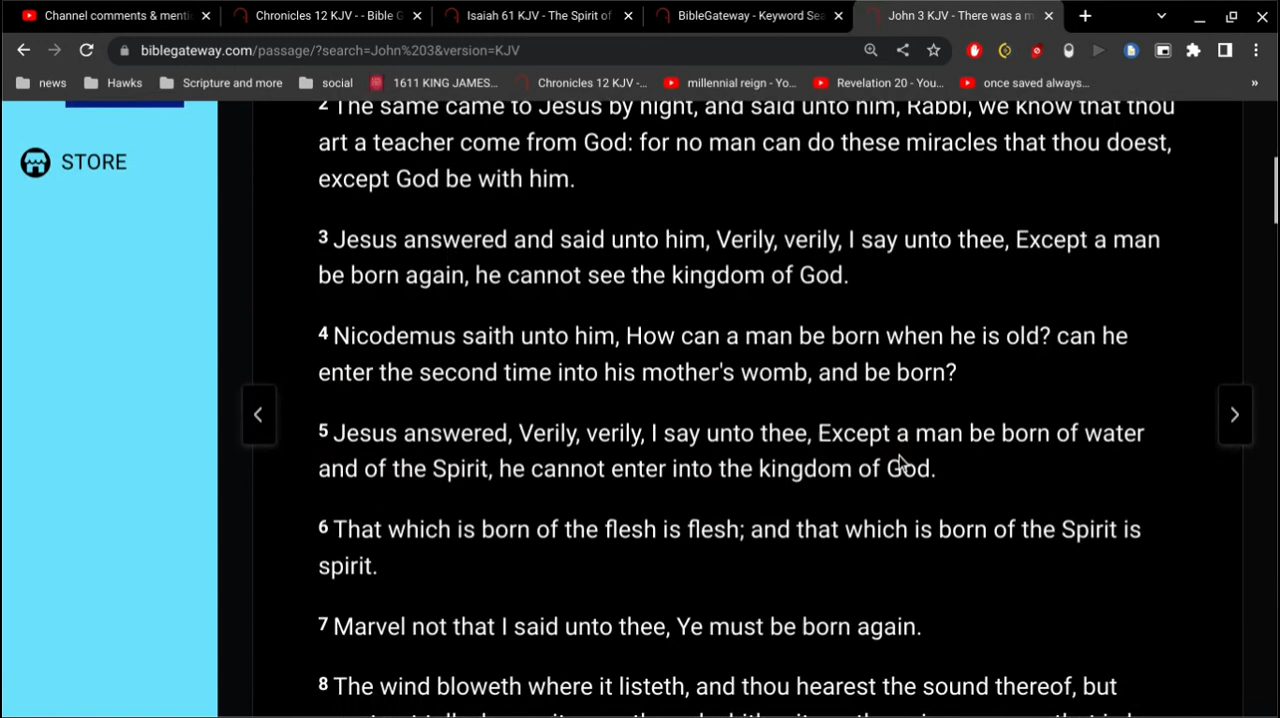 Channel comments & menti
Chronicles 12 KJV - - Bible G
Isaiah 61 KJV - The Spirit of
BibleGateway - Keyword Sea
John 3 KJV - There was a m
biblegateway.com/passage/?search=John%203&version=KJV
news
Hawks
Scripture and more
social
1611 KING JAMES...
Chronicles 12 KJV -...
millennial reign - Yo...
Revelation 20 - You...
once saved always...
»
STORE
2 The same came to Jesus by night, and said unto him, Rabbi, we know that thou
art a teacher come from God: for no man can do these miracles that thou doest,
except God be with him.
3 Jesus answered and said unto him, Verily, verily, I say unto thee, Except a man
be born again, he cannot see the kingdom of God.
4 Nicodemus saith unto him, How can a man be born when he is old? can he
enter the second time into his mother's womb, and be born?
5 Jesus answered, Verily, verily, I say unto thee, Except a man be born of water
and of the Spirit, he cannot enter into the kingdom of God.
6 That which is born of the flesh is flesh; and that which is born of the Spirit is
spirit.
7 Marvel not that I said unto thee, Ye must be born again.
8 The wind bloweth where it listeth, and thou hearest the sound thereof, but